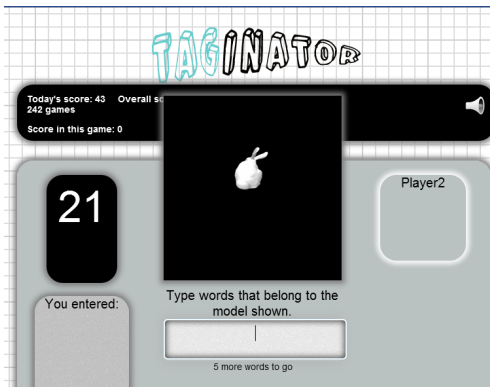 TAGINATOR
Today's score: 43 Overall sc
242 games
Score in this game: 0
21
Player2
You entered:
Type words that belong to the
model shown.
5 more words to go